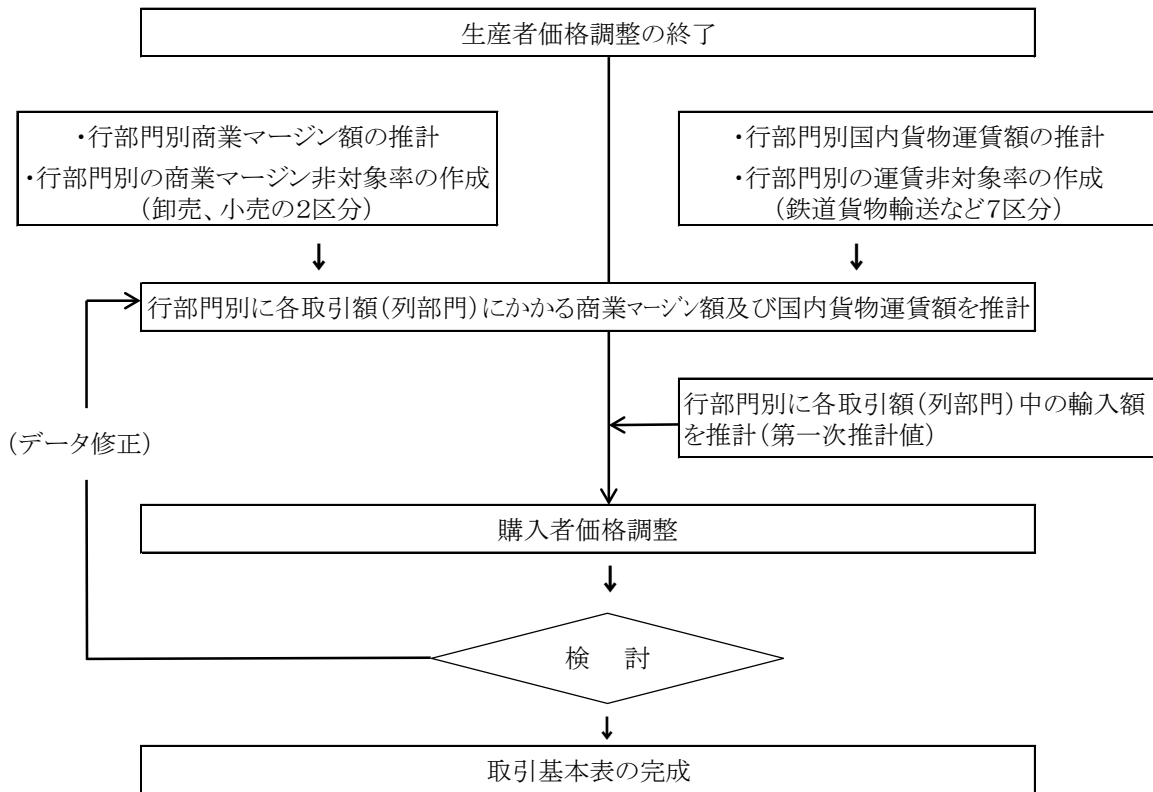 生産者価格調整の終了
・行部門別商業マージン額の推計
・行部門別の商業マージン非対象率の作成
(卸売、小売の2区分)
・行部門別国内貨物運賃額の推計
・行部門別の運賃非対象率の作成
(鉄道貨物輸送など7区分)
行部門別に各取引額(列部門)にかかる商業マージン額及び国内貨物運賃額を推計
行部門別に各取引額(列部門)中の輸入額
を推計(第一次推計値)
(データ修正)
購入者価格調整
検 討
取引基本表の完成